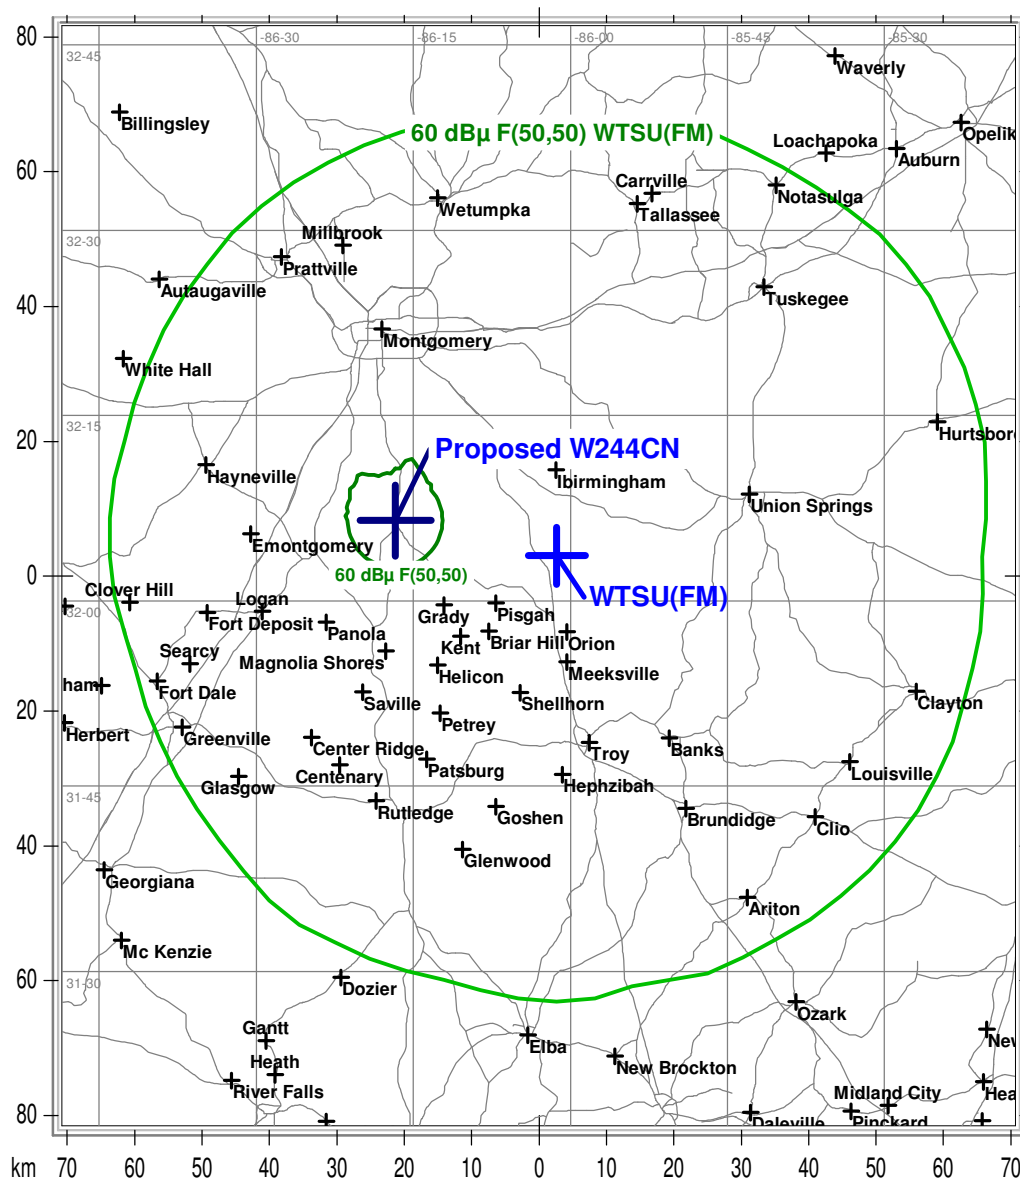 80
-86-30
-86-15
-86-00
-85-45
-85-30
32-45
Waverly
Billingsley
60 dBµ F(50,50) WTSU(FM)
Loachapoka
Opelik
Auburn
60
Carrville
Notasulga
Wetumpka
Tallassee
32-30
Millbrook
Prattville
Autaugaville
Tuskegee
40
Montgomery
White Hall
32-15
Hurtsbor
20
Proposed W244CN
Hayneville
Ibirmingham
Union Springs
Emontgomery
0
60 dBµ F(50,50)
Clover Hill
WTSU(FM)
32-00
Logan
Fort Deposit
Grady
Pisgah
Panola
Kent
Briar Hill
Orion
Searcy
Magnolia Shores
Helicon
Meeksville
ham
Fort Dale
Saville
Shellhorn
Clayton
20
Herbert
Greenville
Petrey
Center Ridge
Troy
Banks
Centenary
Patsburg
Louisville
Glasgow
Hephzibah
31-45
Rutledge
Goshen
Brundidge
Clio
40
Glenwood
Georgiana
Ariton
Mc Kenzie
60
31-30
Dozier
Ozark
Gantt
Elba
New
Heath
New Brockton
River Falls
Midland City
Hea
80
Daleville
Pinckard
km 70 60 50 40 30 20 10 0 10 20 30 40 50 60 70